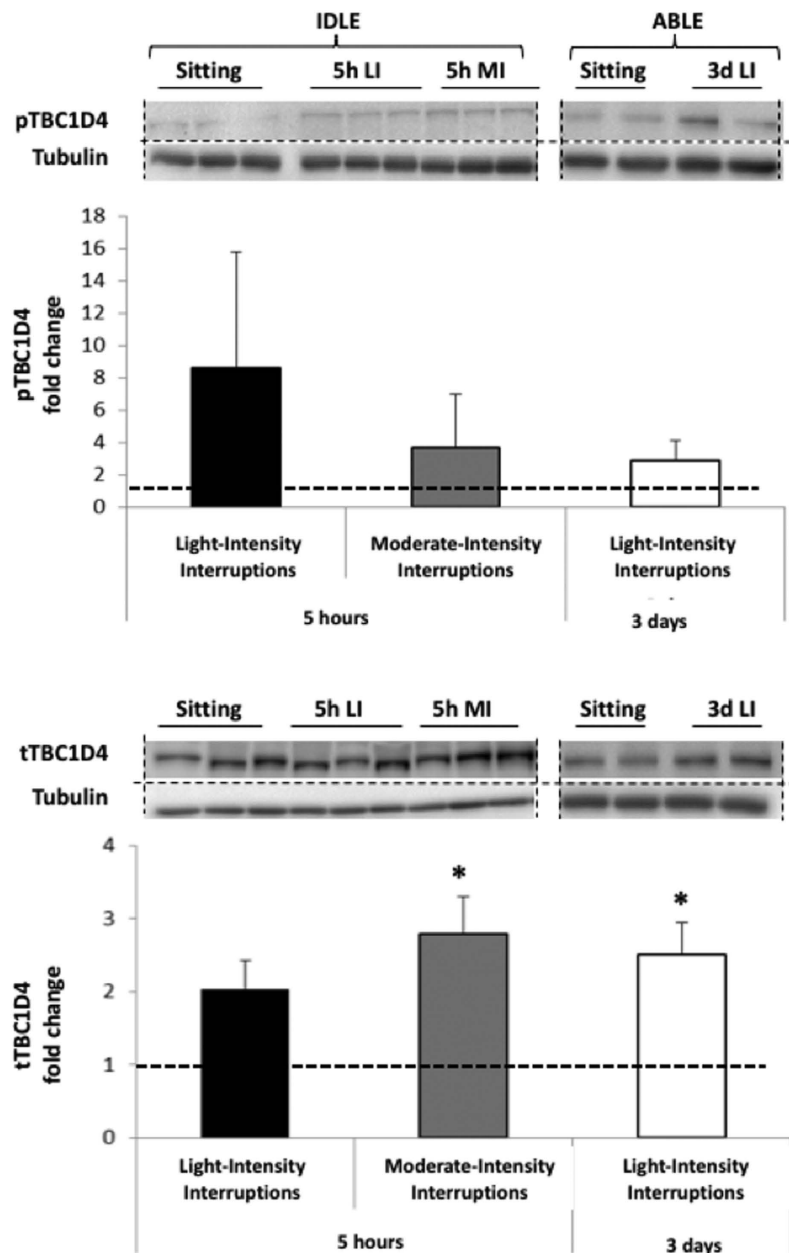 IDLE ABLE
Sitting 5h LI 5h MI Sitting 3d LI
pTBC1D4
Tubulin
18
16
14
12
10
8
6
4
2
0
pTBC1D4
fold change
Light-Intensity Moderate-Intensity Light-Intensity
Interruptions Interruptions Interruptions
5 hours 3 days
Sitting 5h LI 5h MI Sitting 3d LI
tTBC1D4
Tubulin
4
* *
3
2
1
0
tTBC1D4
fold change
Light-Intensity Moderate-Intensity Light-Intensity
Interruptions Interruptions Interruptions
5 hours 3 days